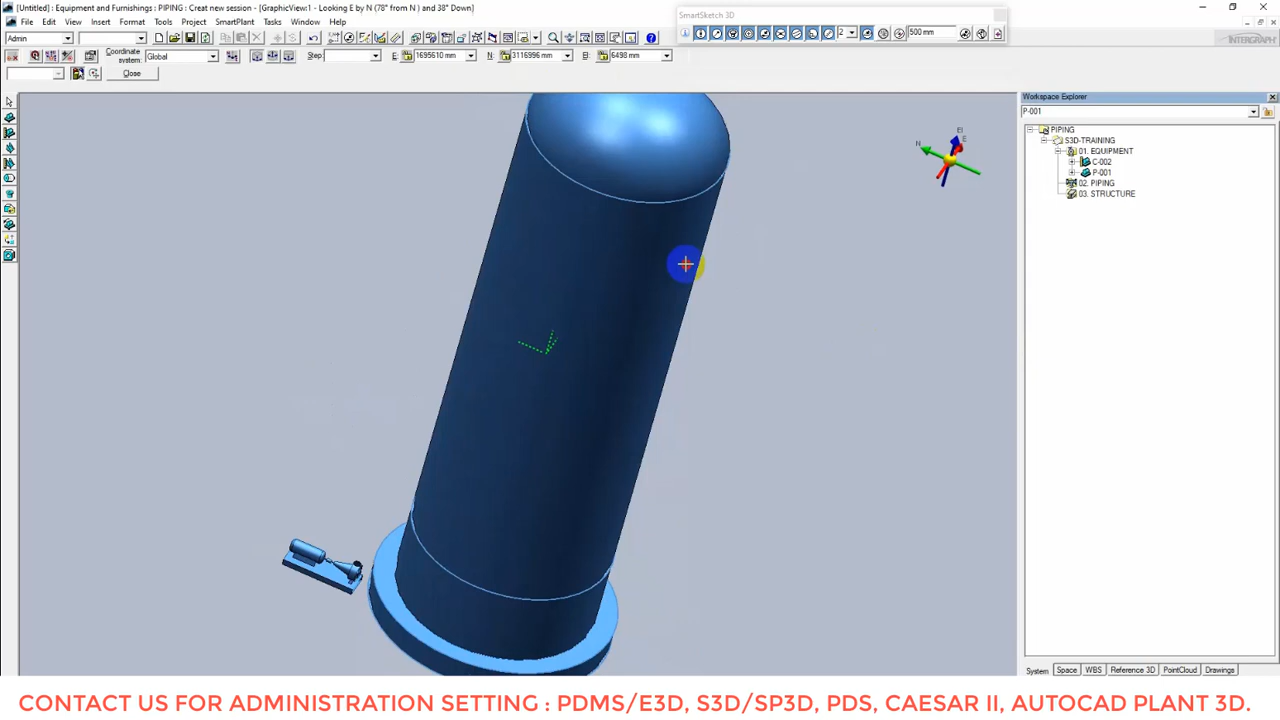 [Untitled] : Equipment and Furnishings : PIPING : Creat new session - [GraphicView:1 - Looking E by N (78° from N ) and 38° Down]
SmartSketch 3D
File Edit View Insert Format Tools Project SmartPlant Tasks Window Help
2 500 mm
Admin
INTERGRAPH
Coordinate system: Global Step: E: 1695610 mm N: 3116996 mm El: 6498 mm
Close
Workspace Explorer
P-001
PIPING
S3D-TRAINING
01. EQUIPMENT
C-002
P-001
02. PIPING
03. STRUCTURE
El
N E
System Space WBS Reference 3D PointCloud Drawings
CONTACT US FOR ADMINISTRATION SETTING : PDMS/E3D, S3D/SP3D, PDS, CAESAR II, AUTOCAD PLANT 3D.